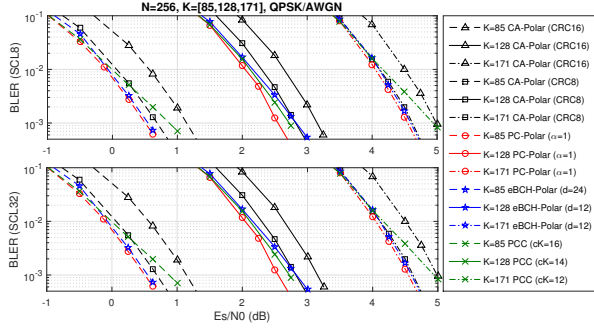 N=256, K=[85,128,171], QPSK/AWGN
BLER (SCL8)
10^-1
10^-2
10^-3
-1 0 1 2 3 4 5
BLER (SCL32)
10^-1
10^-2
10^-3
-1 0 1 2 3 4 5
Es/N0 (dB)
K=85 CA-Polar (CRC16)
K=128 CA-Polar (CRC16)
K=171 CA-Polar (CRC16)
K=85 CA-Polar (CRC8)
K=128 CA-Polar (CRC8)
K=171 CA-Polar (CRC8)
K=85 PC-Polar (α=1)
K=128 PC-Polar (α=1)
K=171 PC-Polar (α=1)
K=85 eBCH-Polar (d=24)
K=128 eBCH-Polar (d=12)
K=171 eBCH-Polar (d=12)
K=85 PCC (cK=16)
K=128 PCC (cK=14)
K=171 PCC (cK=12)